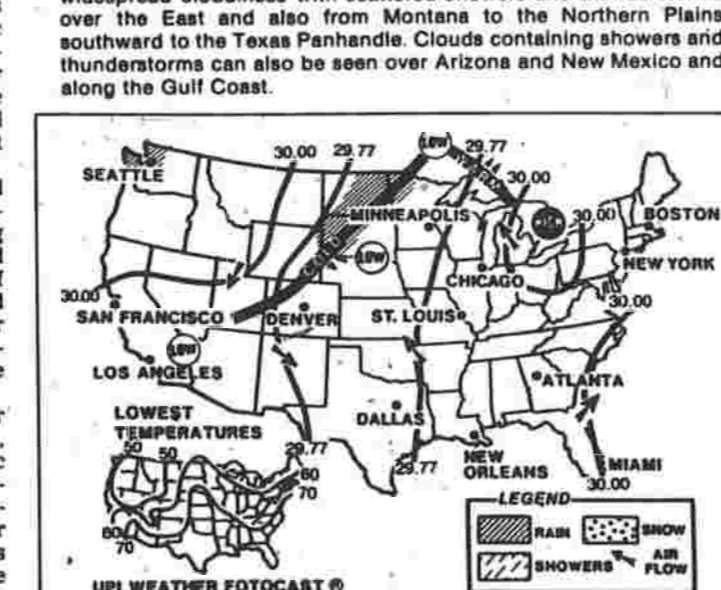 over the East and also from Montana to the Northern Plains
southward to the Texas Panhandle. Clouds containing showers and
thunderstorms can also be seen over Arizona and New Mexico and
along the Gulf Coast.
SEATTLE
30.00
29.77
LOW
29.77
30.00
MINNEAPOLIS
30.00
BOSTON
LOW
NEW YORK
CHICAGO
30.00
SAN FRANCISCO
DENVER
ST. LOUIS
30.00
LOW
LOS ANGELES
ATLANTA
LOWEST
TEMPERATURES
DALLAS
50
50
29.77
60
70
29.77
NEW
ORLEANS
MIAMI
30.00
60
70
LEGEND
RAIN
SNOW
SHOWERS
AIR
FLOW
UPI WEATHER FOTOCAST ®